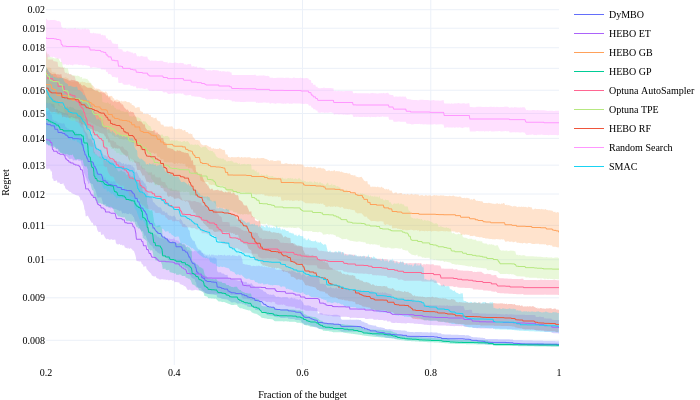 0.02
0.019
0.018
0.017
0.016
0.015
0.014
0.013
0.012
0.011
0.01
0.009
0.008
Regret
0.2
0.4
0.6
0.8
1
Fraction of the budget
DyMBO
HEBO ET
HEBO GB
HEBO GP
Optuna AutoSampler
Optuna TPE
HEBO RF
Random Search
SMAC